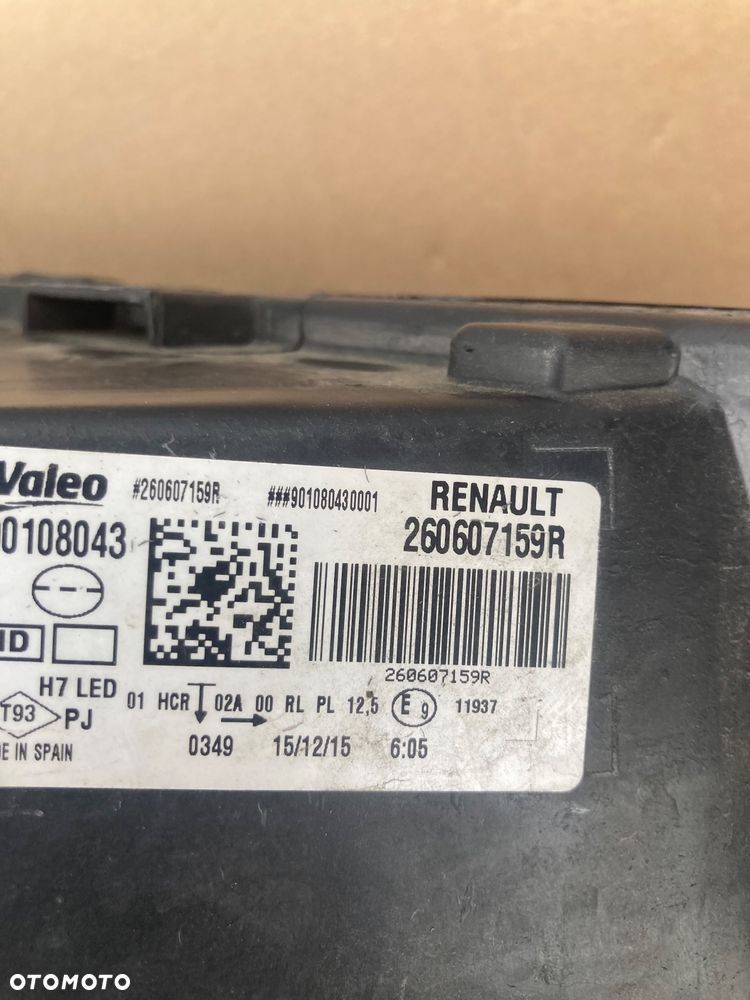 Valeo #260607159R ###901080430001 RENAULT
90108043 260607159R
260607159R
H7 LED 01 HCR 02A 00 RL PL 12,5 E9 11937
T93 PJ
IN SPAIN 0349 15/12/15 6:05
OTOMOTO